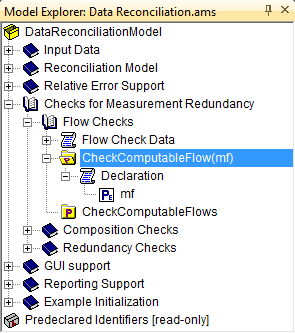 Model Explorer: Data Reconciliation.ams
DataReconciliationModel
Input Data
Reconciliation Model
Relative Error Support
Checks for Measurement Redundancy
Flow Checks
Flow Check Data
CheckComputableFlow(mf)
Declaration
mf
CheckComputableFlows
Composition Checks
Redundancy Checks
GUI support
Reporting Support
Example Initialization
Predeclared Identifiers [read-only]